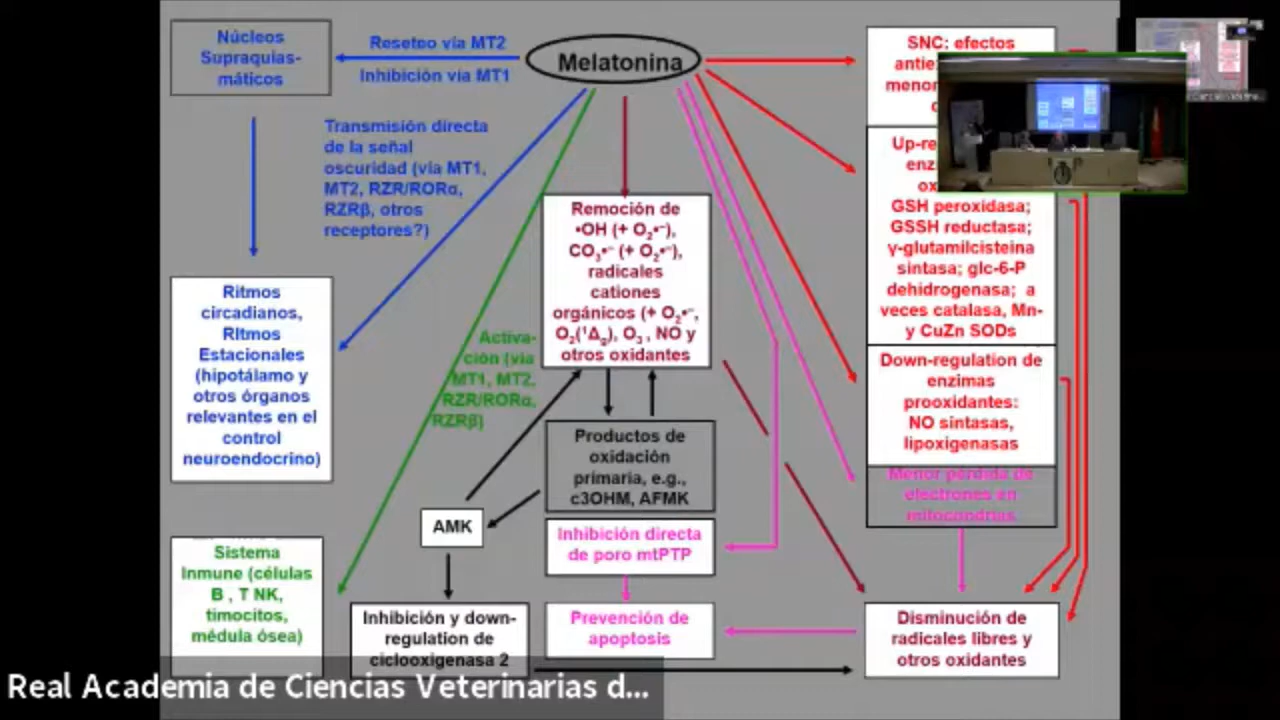 Núcleos
Supraquias-
máticos
Reseteo vía MT2
Inhibición vía MT1
Melatonina
SNC: efectos
Transmisión directa
de la señal
oscuridad (vía MT1,
MT2, RZR/RORα,
RZRβ, otros
receptores?)
Ritmos
circadianos,
RItmos
Estacionales
(hipotálamo y
otros órganos
relevantes en el
control
neuroendocrino)
Activa-
ción (vía
MT1, MT2,
RZR/RORα,
RZRβ)
Sistema
Inmune (células
B , T NK,
timocitos,
médula ósea)
Remoción de
•OH (+ O₂•⁻),
CO₃•⁻ (+ O₂•⁻),
radicales
cationes
orgánicos (+ O₂•⁻,
O₂(¹Δg), O₃ , NO y
otros oxidantes
Productos de
oxidación
primaria, e.g.,
c3OHM, AFMK
AMK
Inhibición directa
de poro mtPTP
Inhibición y down-
regulation de
ciclooxigenasa 2
Prevención de
apoptosis
GSH peroxidasa;
GSSH reductasa;
γ-glutamilcisteina
sintasa; glc-6-P
dehidrogenasa; a
veces catalasa, Mn-
y CuZn SODs
Down-regulation de
enzimas
prooxidantes:
NO sintasas,
lipoxigenasas
Menor pérdida de
electrones en
mitocondrias
Disminución de
radicales libres y
otros oxidantes
Real Academia de Ciencias Veterinarias d...